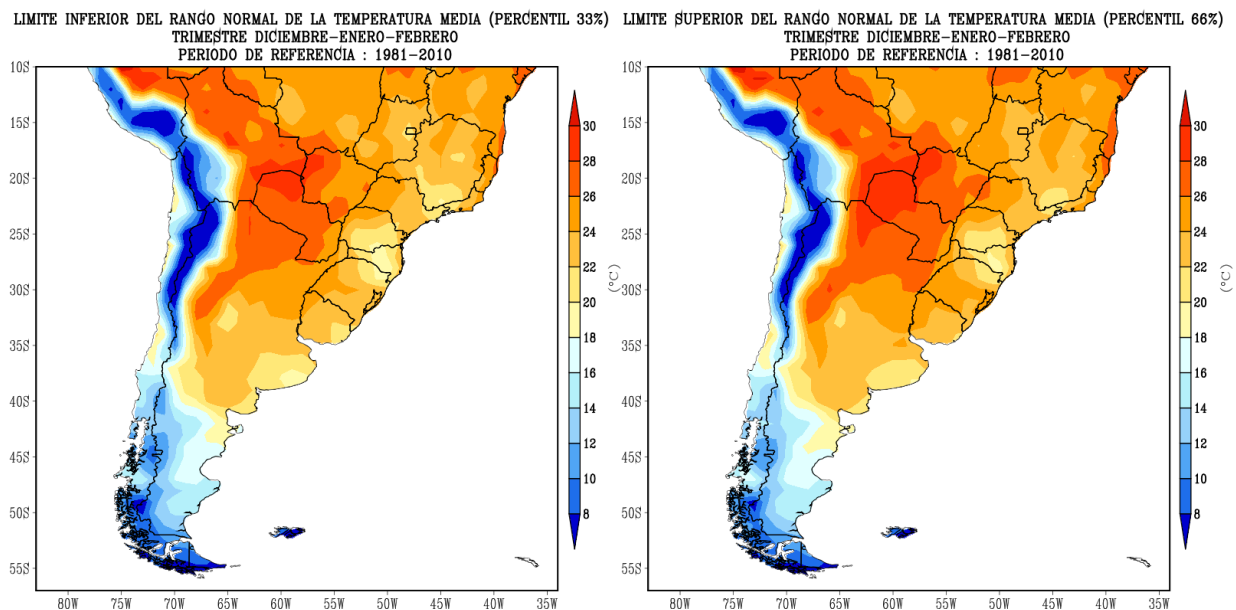 LIMITE INFERIOR DEL RANGO NORMAL DE LA TEMPERATURA MEDIA (PERCENTIL 33%)
TRIMESTRE DICIEMBRE-ENERO-FEBRERO
PERIODO DE REFERENCIA : 1981-2010
10S
15S
20S
25S
30S
35S
40S
45S
50S
55S
80W 75W 70W 65W 60W 55W 50W 45W 40W 35W
30
28
26
24
22
20
18
16
14
12
10
8
(°C)
LIMITE SUPERIOR DEL RANGO NORMAL DE LA TEMPERATURA MEDIA (PERCENTIL 66%)
TRIMESTRE DICIEMBRE-ENERO-FEBRERO
PERIODO DE REFERENCIA : 1981-2010
10S
15S
20S
25S
30S
35S
40S
45S
50S
55S
80W 75W 70W 65W 60W 55W 50W 45W 40W 35W
30
28
26
24
22
20
18
16
14
12
10
8
(°C)